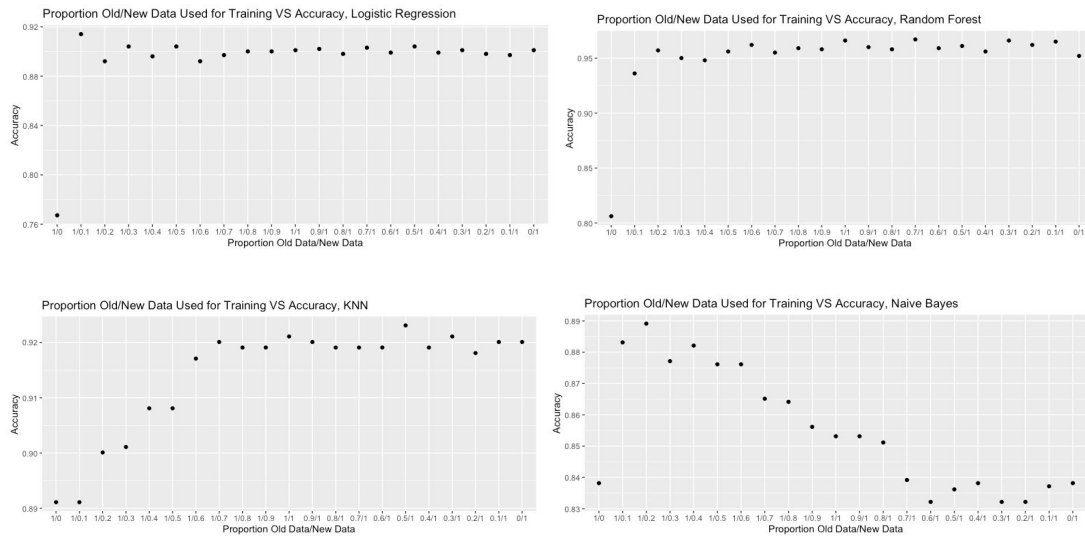 Proportion Old/New Data Used for Training VS Accuracy, Logistic Regression
0.92
0.88
0.84
0.80
0.76
Accuracy
1/0 1/0.1 1/0.2 1/0.3 1/0.4 1/0.5 1/0.6 1/0.7 1/0.8 1/0.9 1/1 0.9/1 0.8/1 0.7/1 0.6/1 0.5/1 0.4/1 0.3/1 0.2/1 0.1/1 0/1
Proportion Old Data/New Data
Proportion Old/New Data Used for Training VS Accuracy, Random Forest
0.95
0.90
0.85
0.80
Accuracy
1/0 1/0.1 1/0.2 1/0.3 1/0.4 1/0.5 1/0.6 1/0.7 1/0.8 1/0.9 1/1 0.9/1 0.8/1 0.7/1 0.6/1 0.5/1 0.4/1 0.3/1 0.2/1 0.1/1 0/1
Proportion Old Data/New Data
Proportion Old/New Data Used for Training VS Accuracy, KNN
0.92
0.91
0.90
0.89
Accuracy
1/0 1/0.1 1/0.2 1/0.3 1/0.4 1/0.5 1/0.6 1/0.7 1/0.8 1/0.9 1/1 0.9/1 0.8/1 0.7/1 0.6/1 0.5/1 0.4/1 0.3/1 0.2/1 0.1/1 0/1
Proportion Old Data/New Data
Proportion Old/New Data Used for Training VS Accuracy, Naive Bayes
0.89
0.88
0.87
0.86
0.85
0.84
0.83
Accuracy
1/0 1/0.1 1/0.2 1/0.3 1/0.4 1/0.5 1/0.6 1/0.7 1/0.8 1/0.9 1/1 0.9/1 0.8/1 0.7/1 0.6/1 0.5/1 0.4/1 0.3/1 0.2/1 0.1/1 0/1
Proportion Old Data/New Data